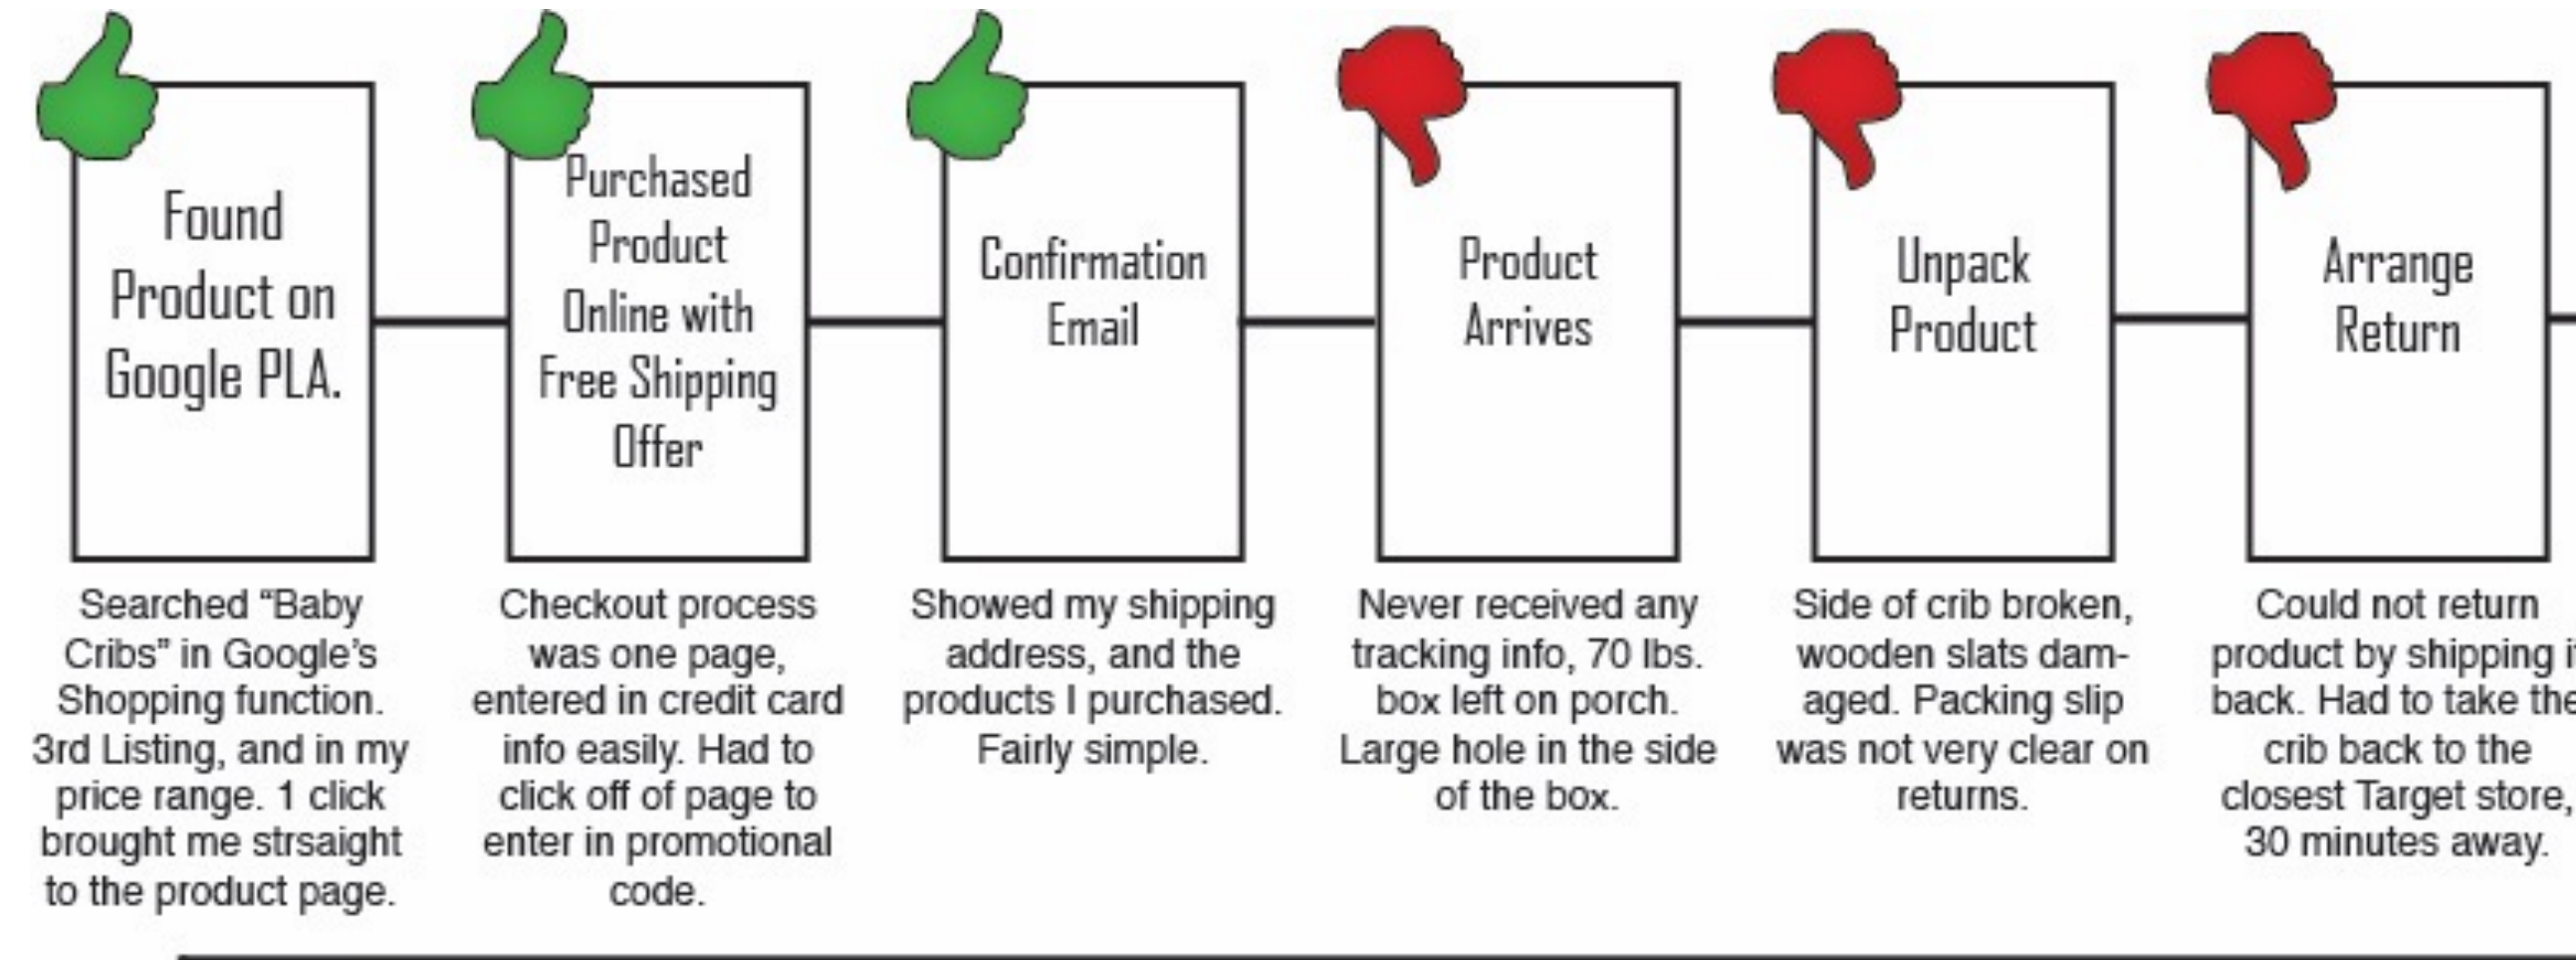 Found
Product on
Google PLA.
Searched “Baby
Cribs” in Google’s
Shopping function.
3rd Listing, and in my
price range. 1 click
brought me strsaight
to the product page.
Purchased
Product
Online with
Free Shipping
Offer
Checkout process
was one page,
entered in credit card
info easily. Had to
click off of page to
enter in promotional
code.
Confirmation
Email
Showed my shipping
address, and the
products I purchased.
Fairly simple.
Product
Arrives
Never received any
tracking info, 70 lbs.
box left on porch.
Large hole in the side
of the box.
Unpack
Product
Side of crib broken,
wooden slats dam-
aged. Packing slip
was not very clear on
returns.
Arrange
Return
Could not return
product by shipping it
back. Had to take the
crib back to the
closest Target store,
30 minutes away.